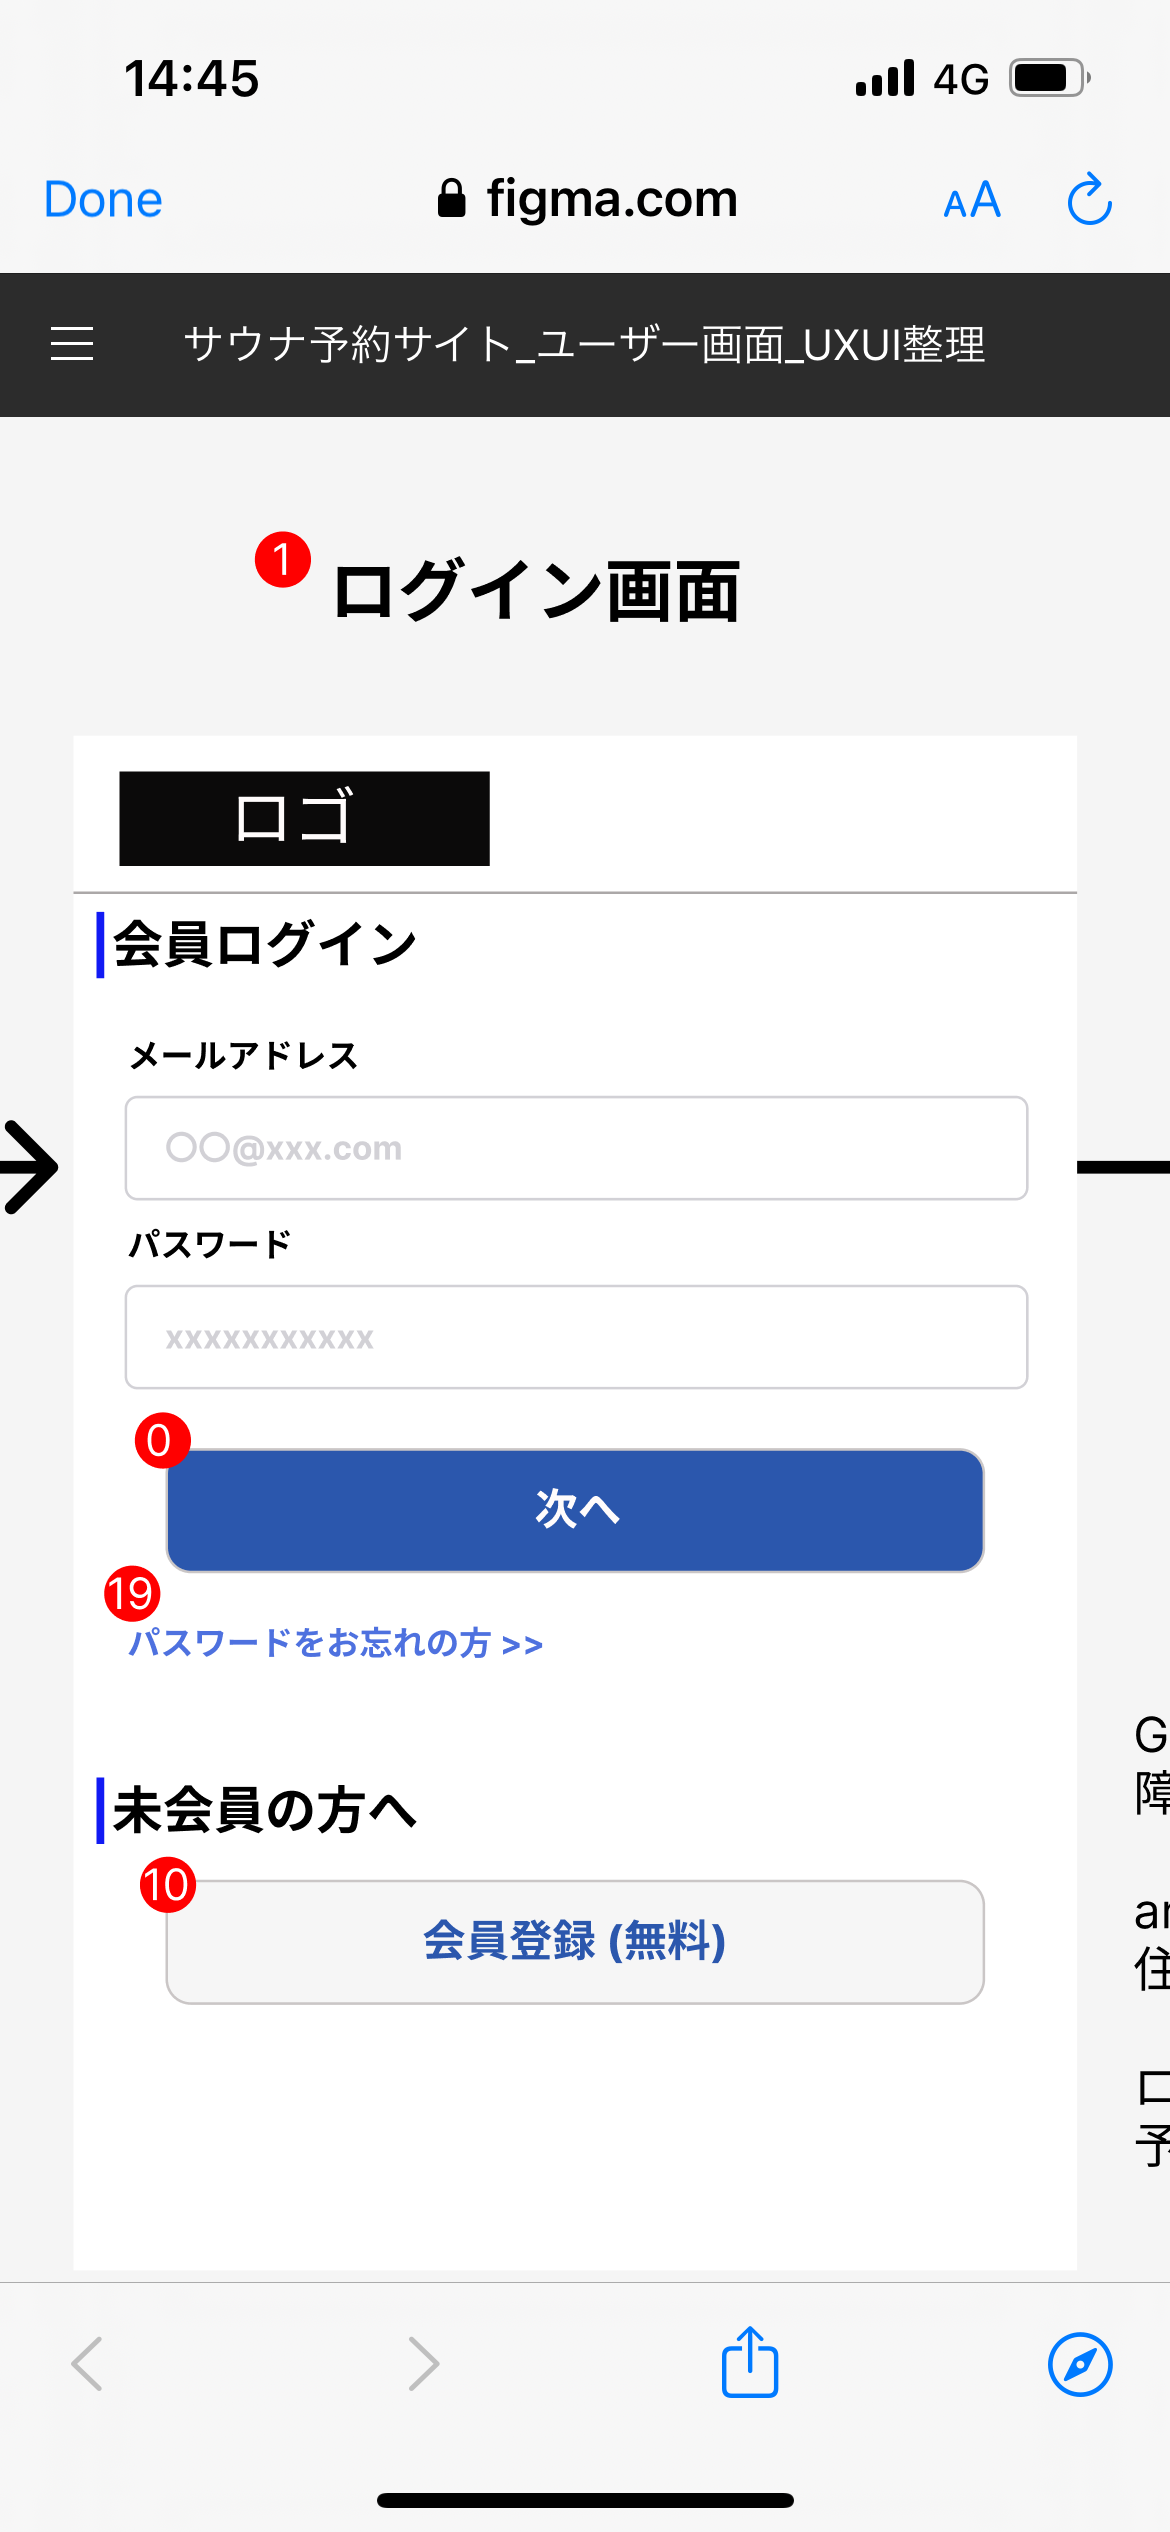 14:45
4G
Done
figma.com
AA
サウナ予約サイト_ユーザー画面_UXUI整理
1
ログイン画面
ロゴ
会員ログイン
メールアドレス
〇〇@xxx.com
パスワード
xxxxxxxxxxx
0
次へ
19
パスワードをお忘れの方 >>
G
障
未会員の方へ
10
ar
会員登録 (無料)
住
ロ
予